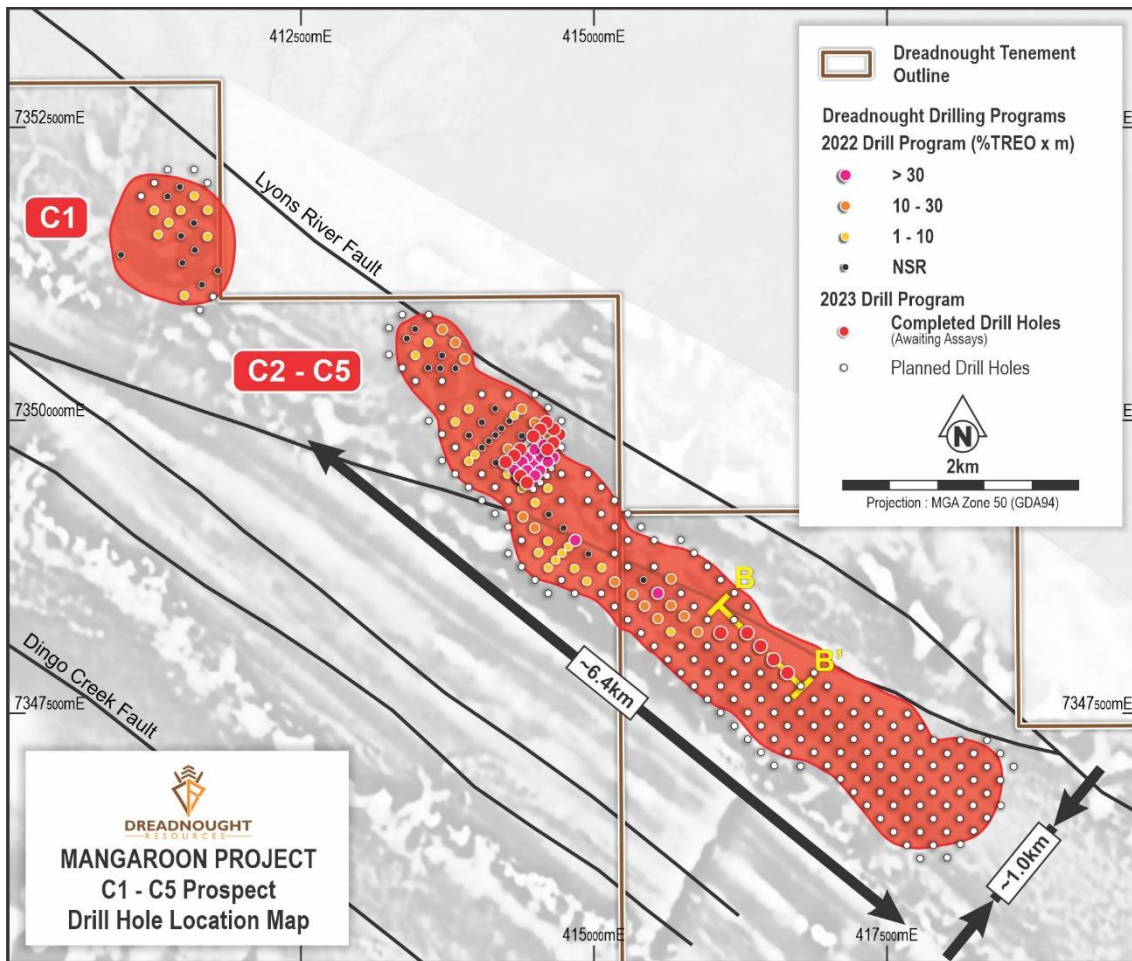 412500mE
415000mE
7352500mE
E
Lyons River Fault
C1
C2 - C5
7350000mE
B
B'
~6.4km
Dingo Creek Fault
7347500mE
7347500mE
~1.0km
415000mE
417500mE
Dreadnought Tenement
Outline
Dreadnought Drilling Programs
2022 Drill Program (%TREO x m)
> 30
10 - 30
1 - 10
NSR
2023 Drill Program
Completed Drill Holes
(Awaiting Assays)
Planned Drill Holes
N
2km
Projection : MGA Zone 50 (GDA94)
DREADNOUGHT
RESOURCES
MANGAROON PROJECT
C1 - C5 Prospect
Drill Hole Location Map